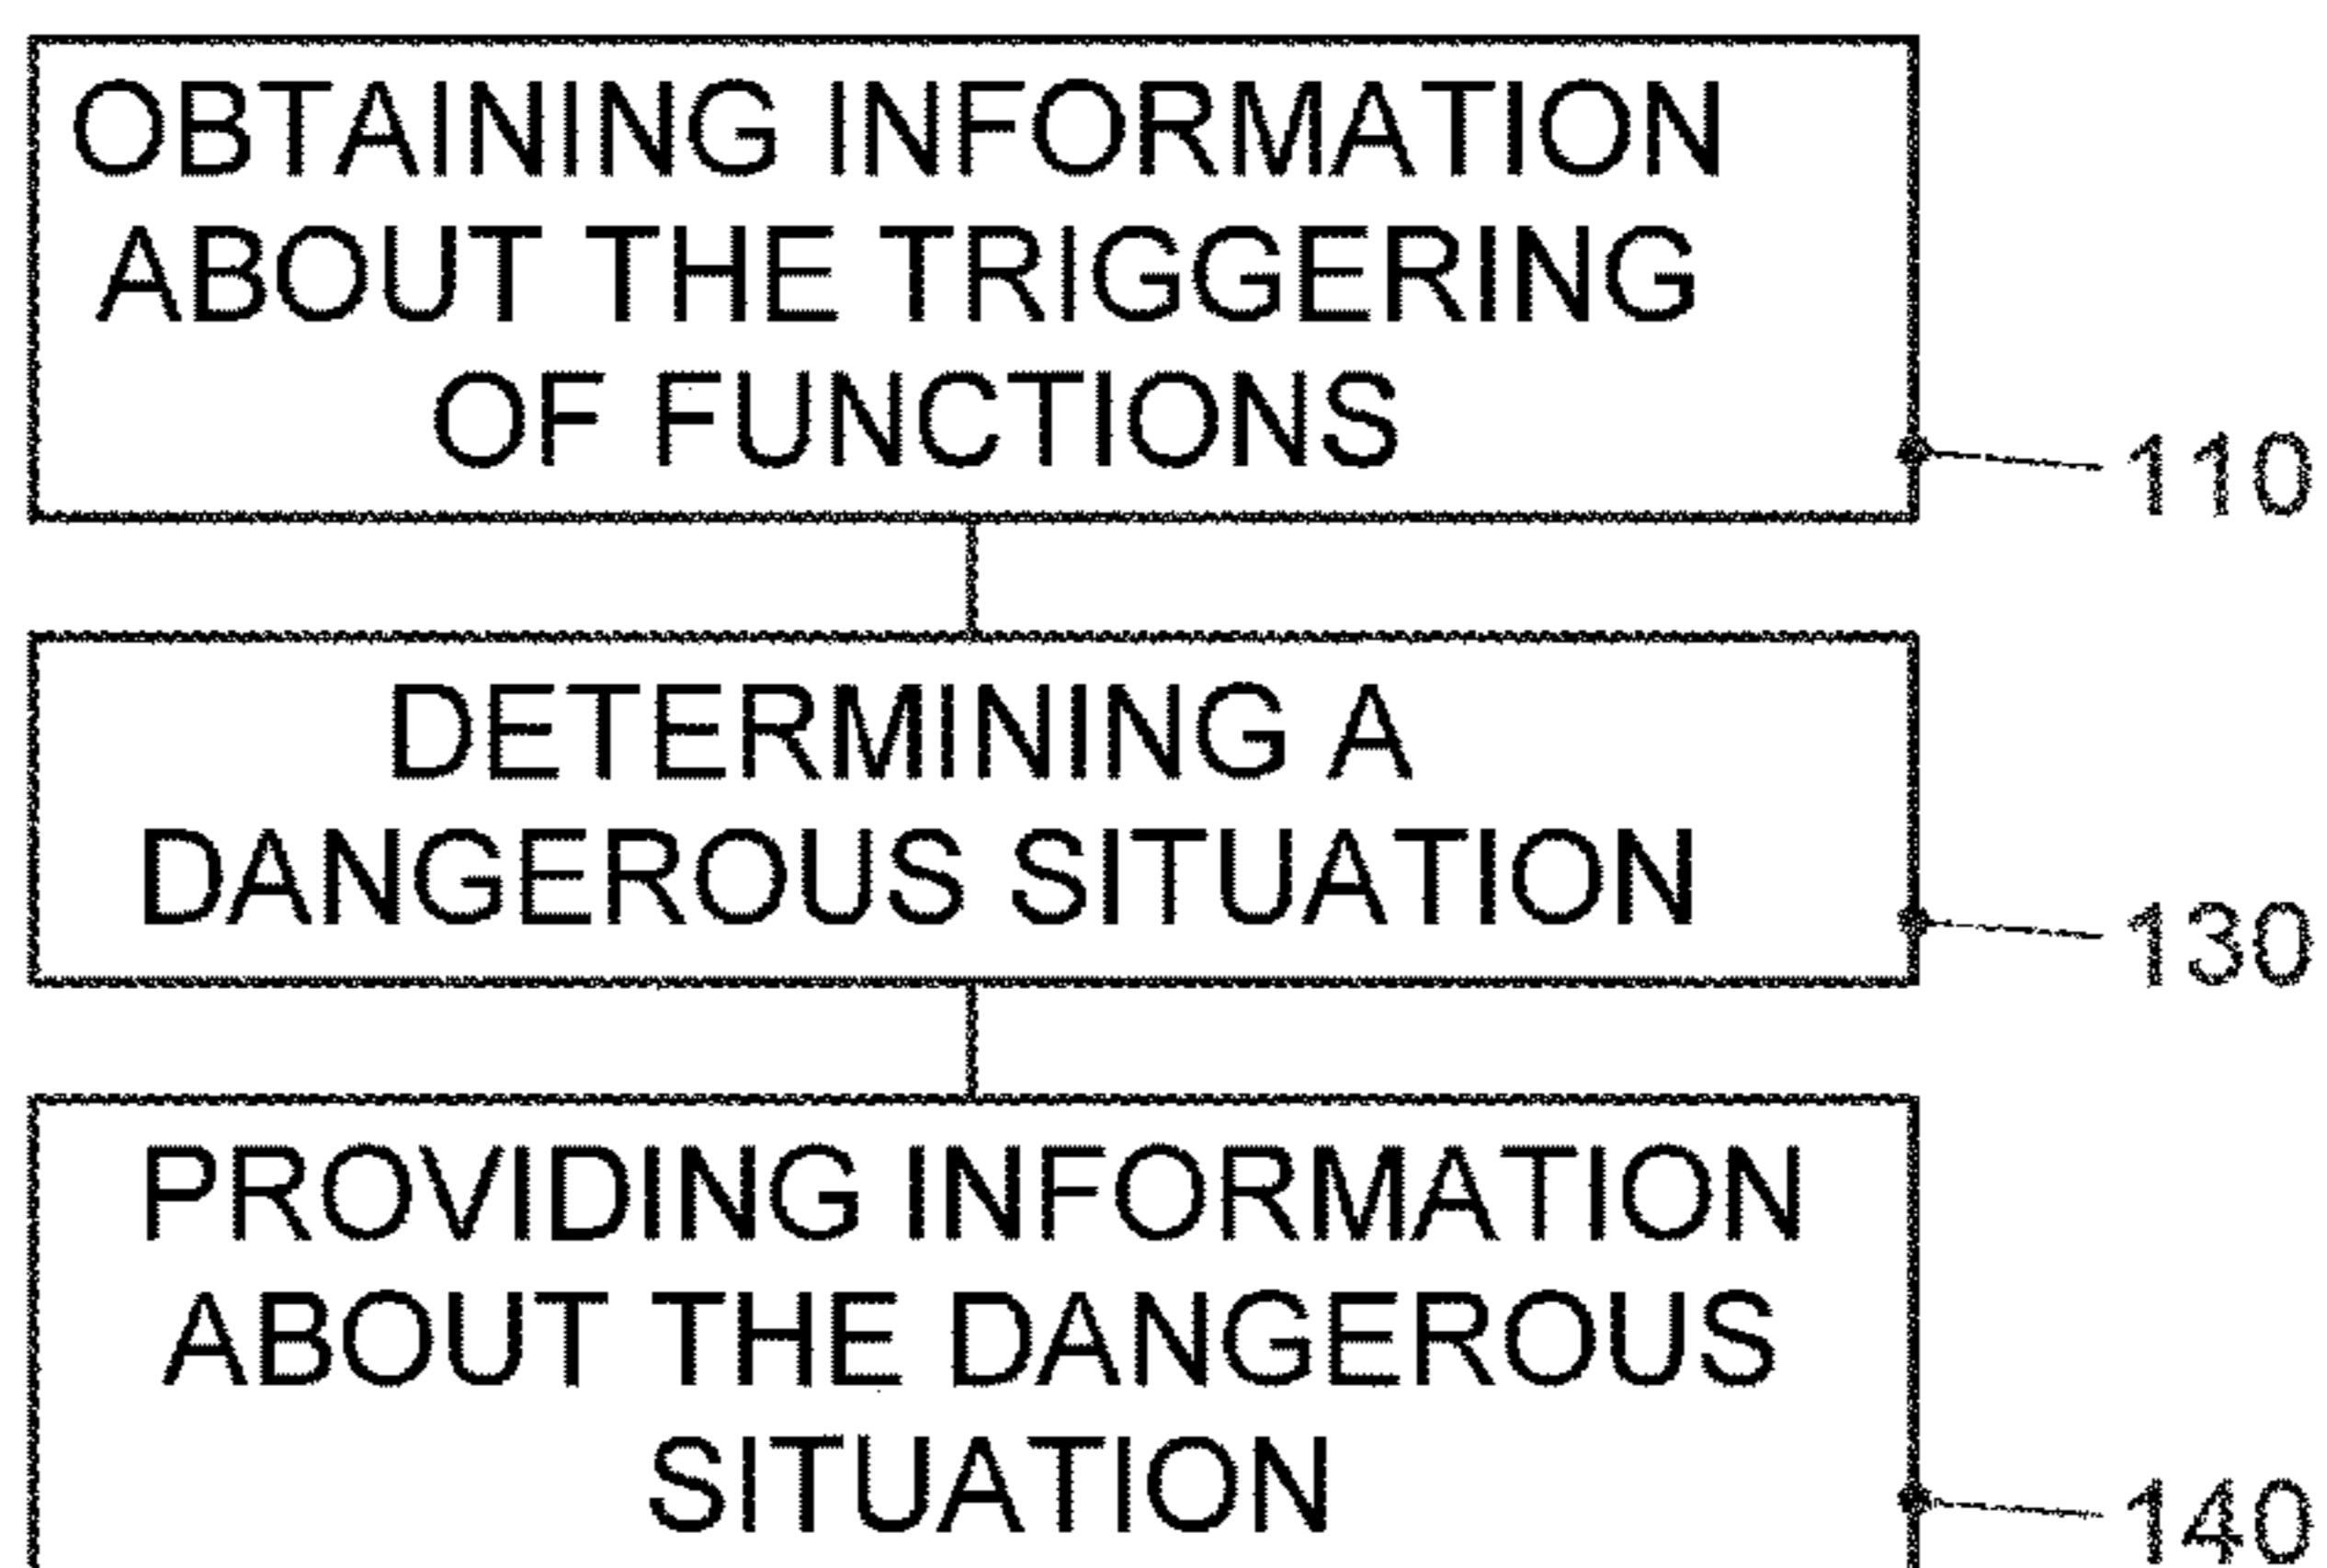 OBTAINING INFORMATION
ABOUT THE TRIGGERING
OF FUNCTIONS
110
DETERMINING A
DANGEROUS SITUATION
130
PROVIDING INFORMATION
ABOUT THE DANGEROUS
SITUATION
140